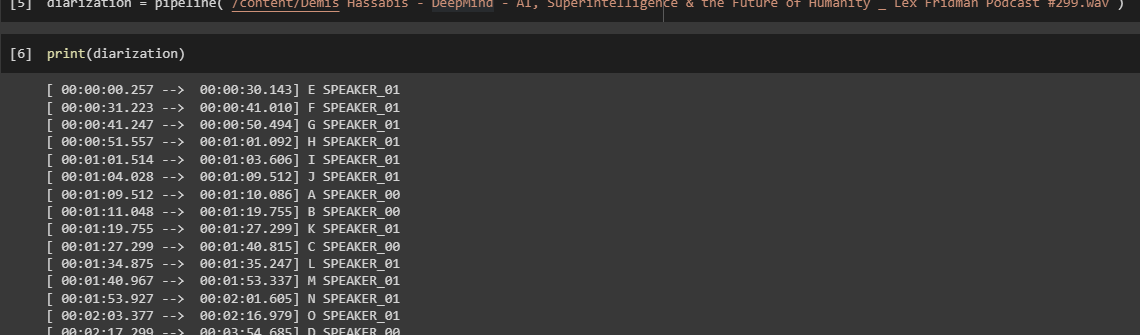 [5] diarization = pipeline( /content/Demis Hassabis - DeepMind - AI, Superintelligence & the Future of Humanity _ Lex Fridman Podcast #299.wav )
[6] print(diarization)
[ 00:00:00.257 --> 00:00:30.143] E SPEAKER_01
[ 00:00:31.223 --> 00:00:41.010] F SPEAKER_01
[ 00:00:41.247 --> 00:00:50.494] G SPEAKER_01
[ 00:00:51.557 --> 00:01:01.092] H SPEAKER_01
[ 00:01:01.514 --> 00:01:03.606] I SPEAKER_01
[ 00:01:04.028 --> 00:01:09.512] J SPEAKER_01
[ 00:01:09.512 --> 00:01:10.086] A SPEAKER_00
[ 00:01:11.048 --> 00:01:19.755] B SPEAKER_00
[ 00:01:19.755 --> 00:01:27.299] K SPEAKER_01
[ 00:01:27.299 --> 00:01:40.815] C SPEAKER_00
[ 00:01:34.875 --> 00:01:35.247] L SPEAKER_01
[ 00:01:40.967 --> 00:01:53.337] M SPEAKER_01
[ 00:01:53.927 --> 00:02:01.605] N SPEAKER_01
[ 00:02:03.377 --> 00:02:16.979] O SPEAKER_01
[ 00:02:17.299 --> 00:03:54.685] D SPEAKER_00